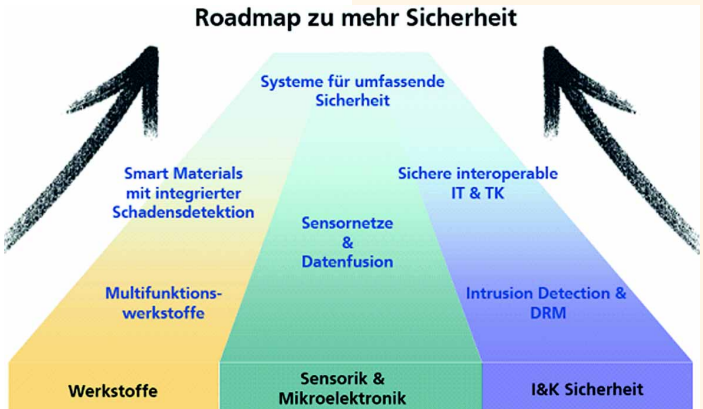 Roadmap zu mehr Sicherheit
Systeme für umfassende
Sicherheit
Smart Materials
mit integrierter
Schadensdetektion
Sichere interoperable
IT & TK
Sensornetze
&
Datenfusion
Multifunktions-
werkstoffe
Intrusion Detection &
DRM
Werkstoffe
Sensorik &
Mikroelektronik
I&K Sicherheit